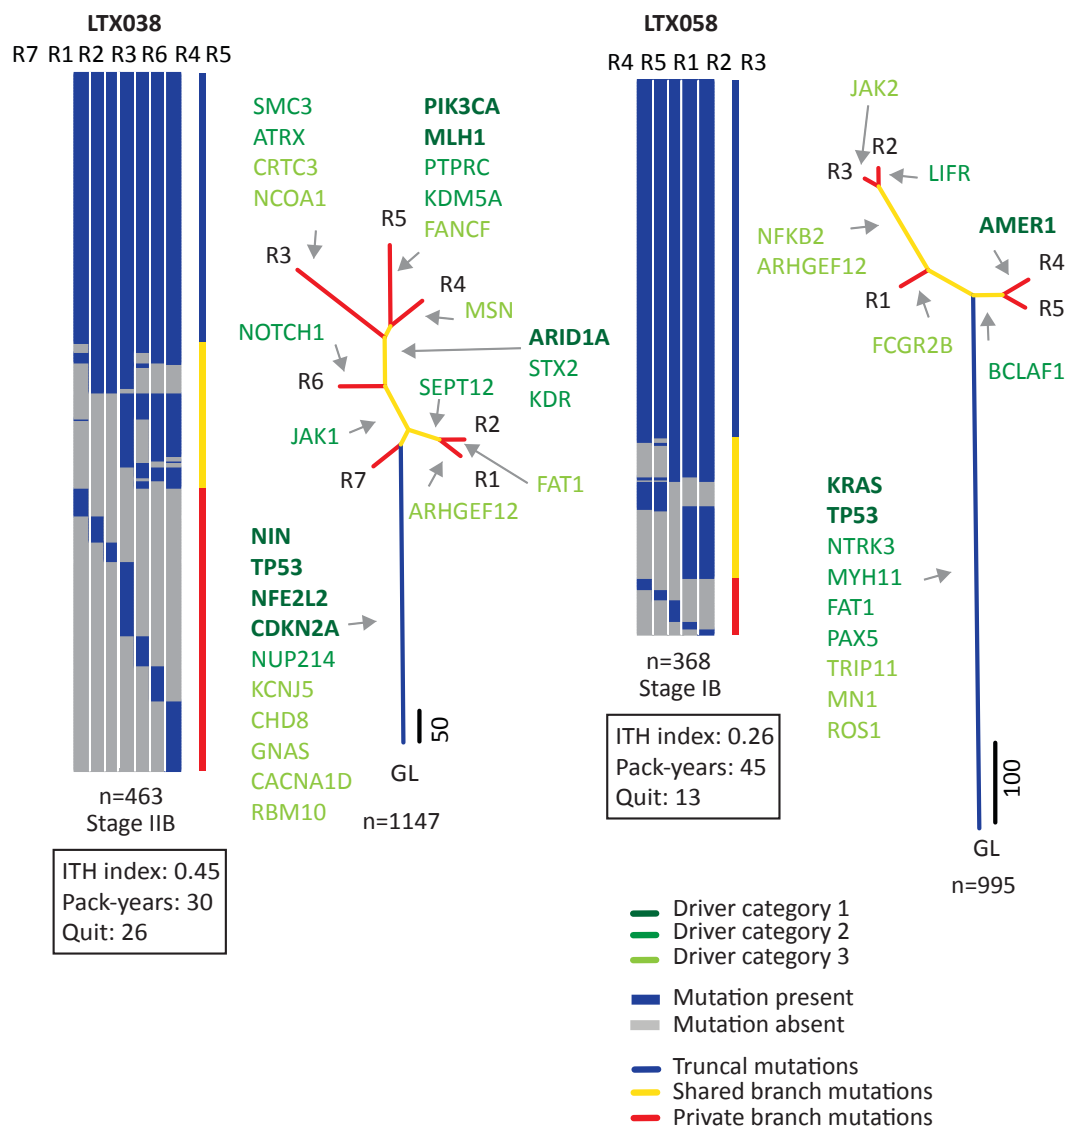 LTX038
R7 R1 R2 R3 R6 R4 R5
SMC3
ATRX
CRTC3
NCOA1
PIK3CA
MLH1
PTPRC
KDM5A
FANCF
R5
R3
R4
MSN
NOTCH1
ARID1A
STX2
KDR
R6
SEPT12
JAK1
R2
R7
R1
FAT1
ARHGEF12
NIN
TP53
NFE2L2
CDKN2A
NUP214
KCNJ5
CHD8
GNAS
CACNA1D
RBM10
50
GL
n=1147
n=463
Stage IIB
ITH index: 0.45
Pack-years: 30
Quit: 26
LTX058
R4 R5 R1 R2 R3
JAK2
R2
R3
LIFR
NFKB2
ARHGEF12
AMER1
R4
R1
R5
FCGR2B
BCLAF1
KRAS
TP53
NTRK3
MYH11
FAT1
PAX5
TRIP11
MN1
ROS1
100
GL
n=995
n=368
Stage IB
ITH index: 0.26
Pack-years: 45
Quit: 13
Driver category 1
Driver category 2
Driver category 3
Mutation present
Mutation absent
Truncal mutations
Shared branch mutations
Private branch mutations